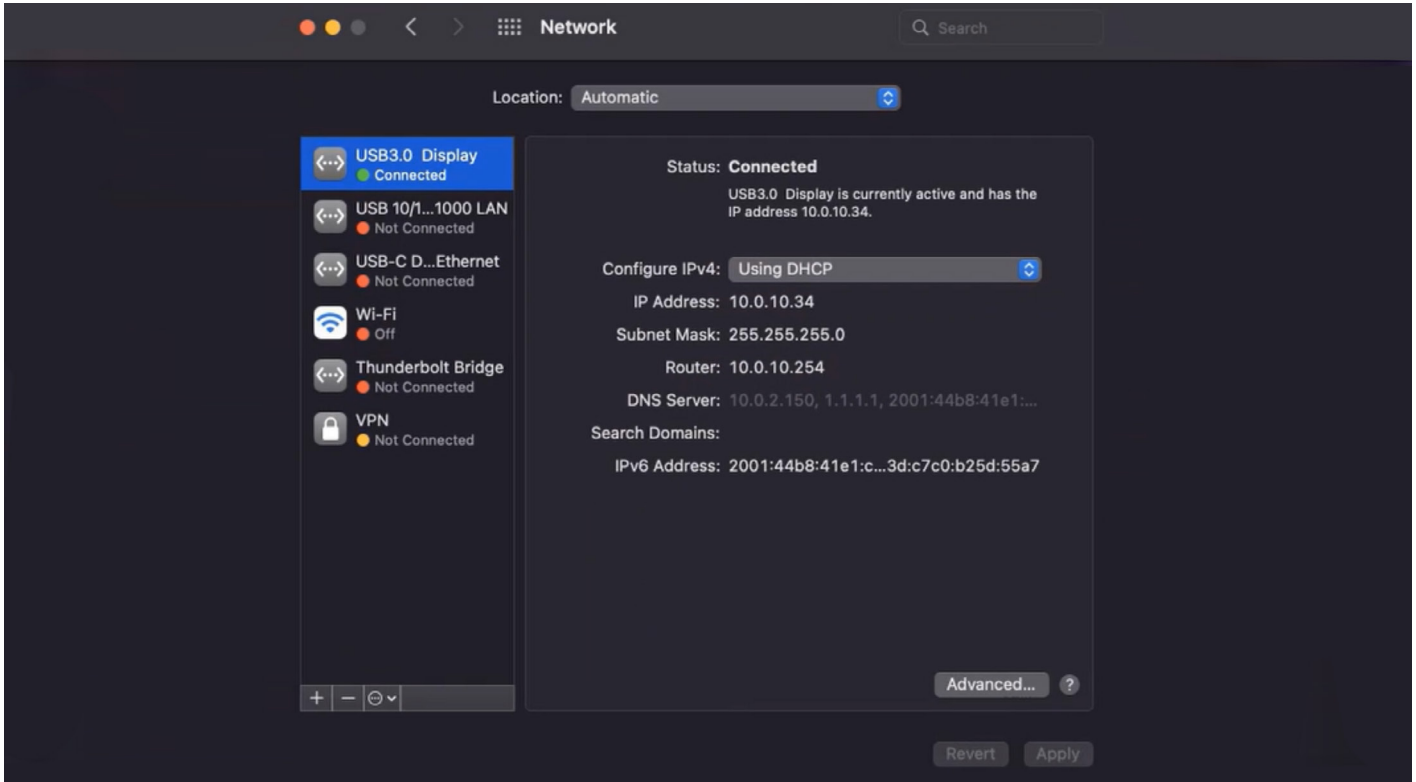 Network
Search
Location: Automatic
USB3.0 Display
Connected
USB 10/1...1000 LAN
Not Connected
USB-C D...Ethernet
Not Connected
Wi-Fi
Off
Thunderbolt Bridge
Not Connected
VPN
Not Connected
Status: Connected
USB3.0 Display is currently active and has the
IP address 10.0.10.34.
Configure IPv4: Using DHCP
IP Address: 10.0.10.34
Subnet Mask: 255.255.255.0
Router: 10.0.10.254
DNS Server: 10.0.2.150, 1.1.1.1, 2001:44b8:41e1:...
Search Domains:
IPv6 Address: 2001:44b8:41e1:c...3d:c7c0:b25d:55a7
Advanced... ?
Revert Apply